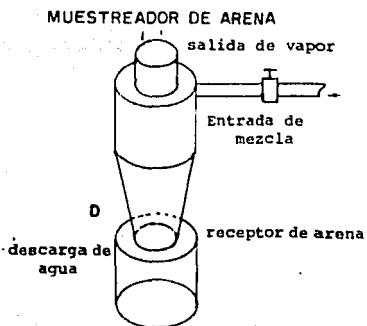 MUESTREADOR DE ARENA
salida de vapor
Entrada de
mezcla
D
receptor de arena
descarga de
agua